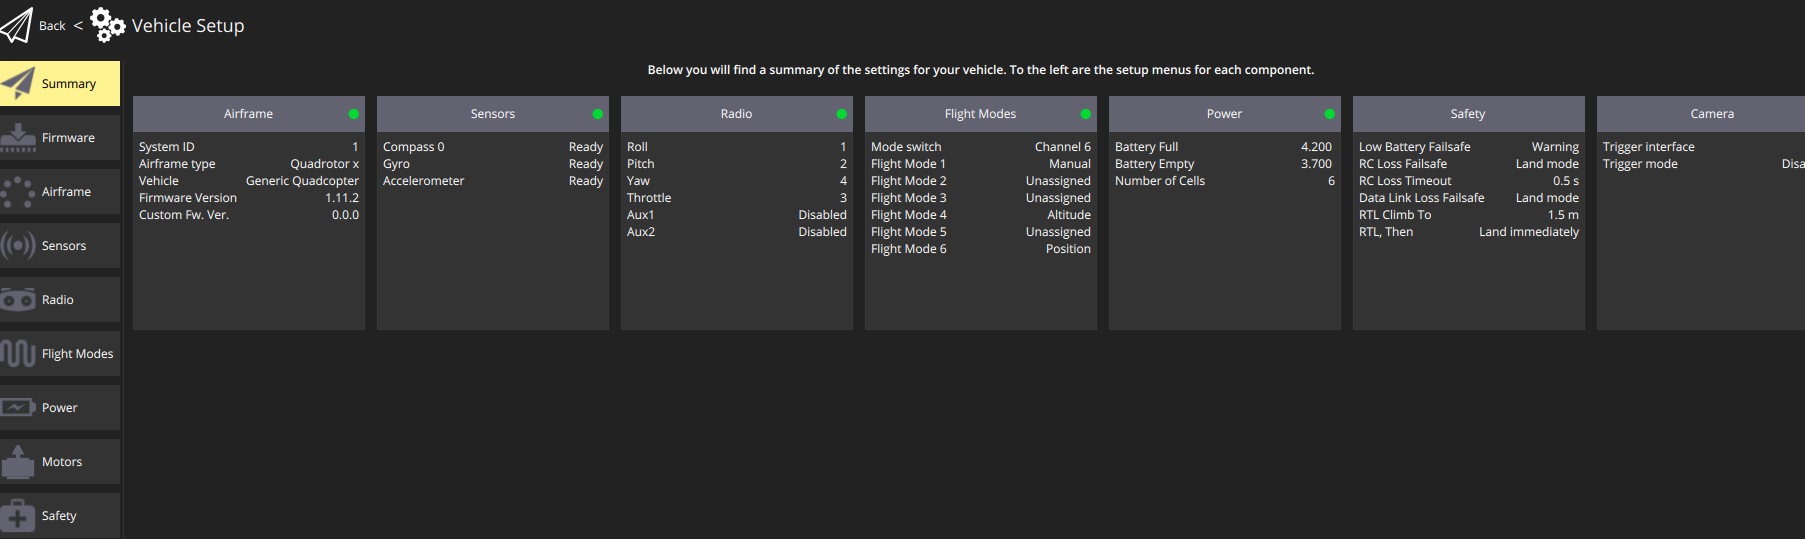 Back < Vehicle Setup
Below you will find a summary of the settings for your vehicle. To the left are the setup menus for each component.
Summary
Firmware
Airframe
Sensors
Radio
Flight Modes
Power
Motors
Safety
Airframe
System ID 1
Airframe type Quadrotor x
Vehicle Generic Quadcopter
Firmware Version 1.11.2
Custom Fw. Ver. 0.0.0
Sensors
Compass 0 Ready
Gyro Ready
Accelerometer Ready
Radio
Roll 1
Pitch 2
Yaw 4
Throttle 3
Aux1 Disabled
Aux2 Disabled
Flight Modes
Mode switch Channel 6
Flight Mode 1 Manual
Flight Mode 2 Unassigned
Flight Mode 3 Unassigned
Flight Mode 4 Altitude
Flight Mode 5 Unassigned
Flight Mode 6 Position
Power
Battery Full 4.200
Battery Empty 3.700
Number of Cells 6
Safety
Low Battery Failsafe Warning
RC Loss Failsafe Land mode
RC Loss Timeout 0.5 s
Data Link Loss Failsafe Land mode
RTL Climb To 1.5 m
RTL, Then Land immediately
Camera
Trigger interface
Trigger mode Disa